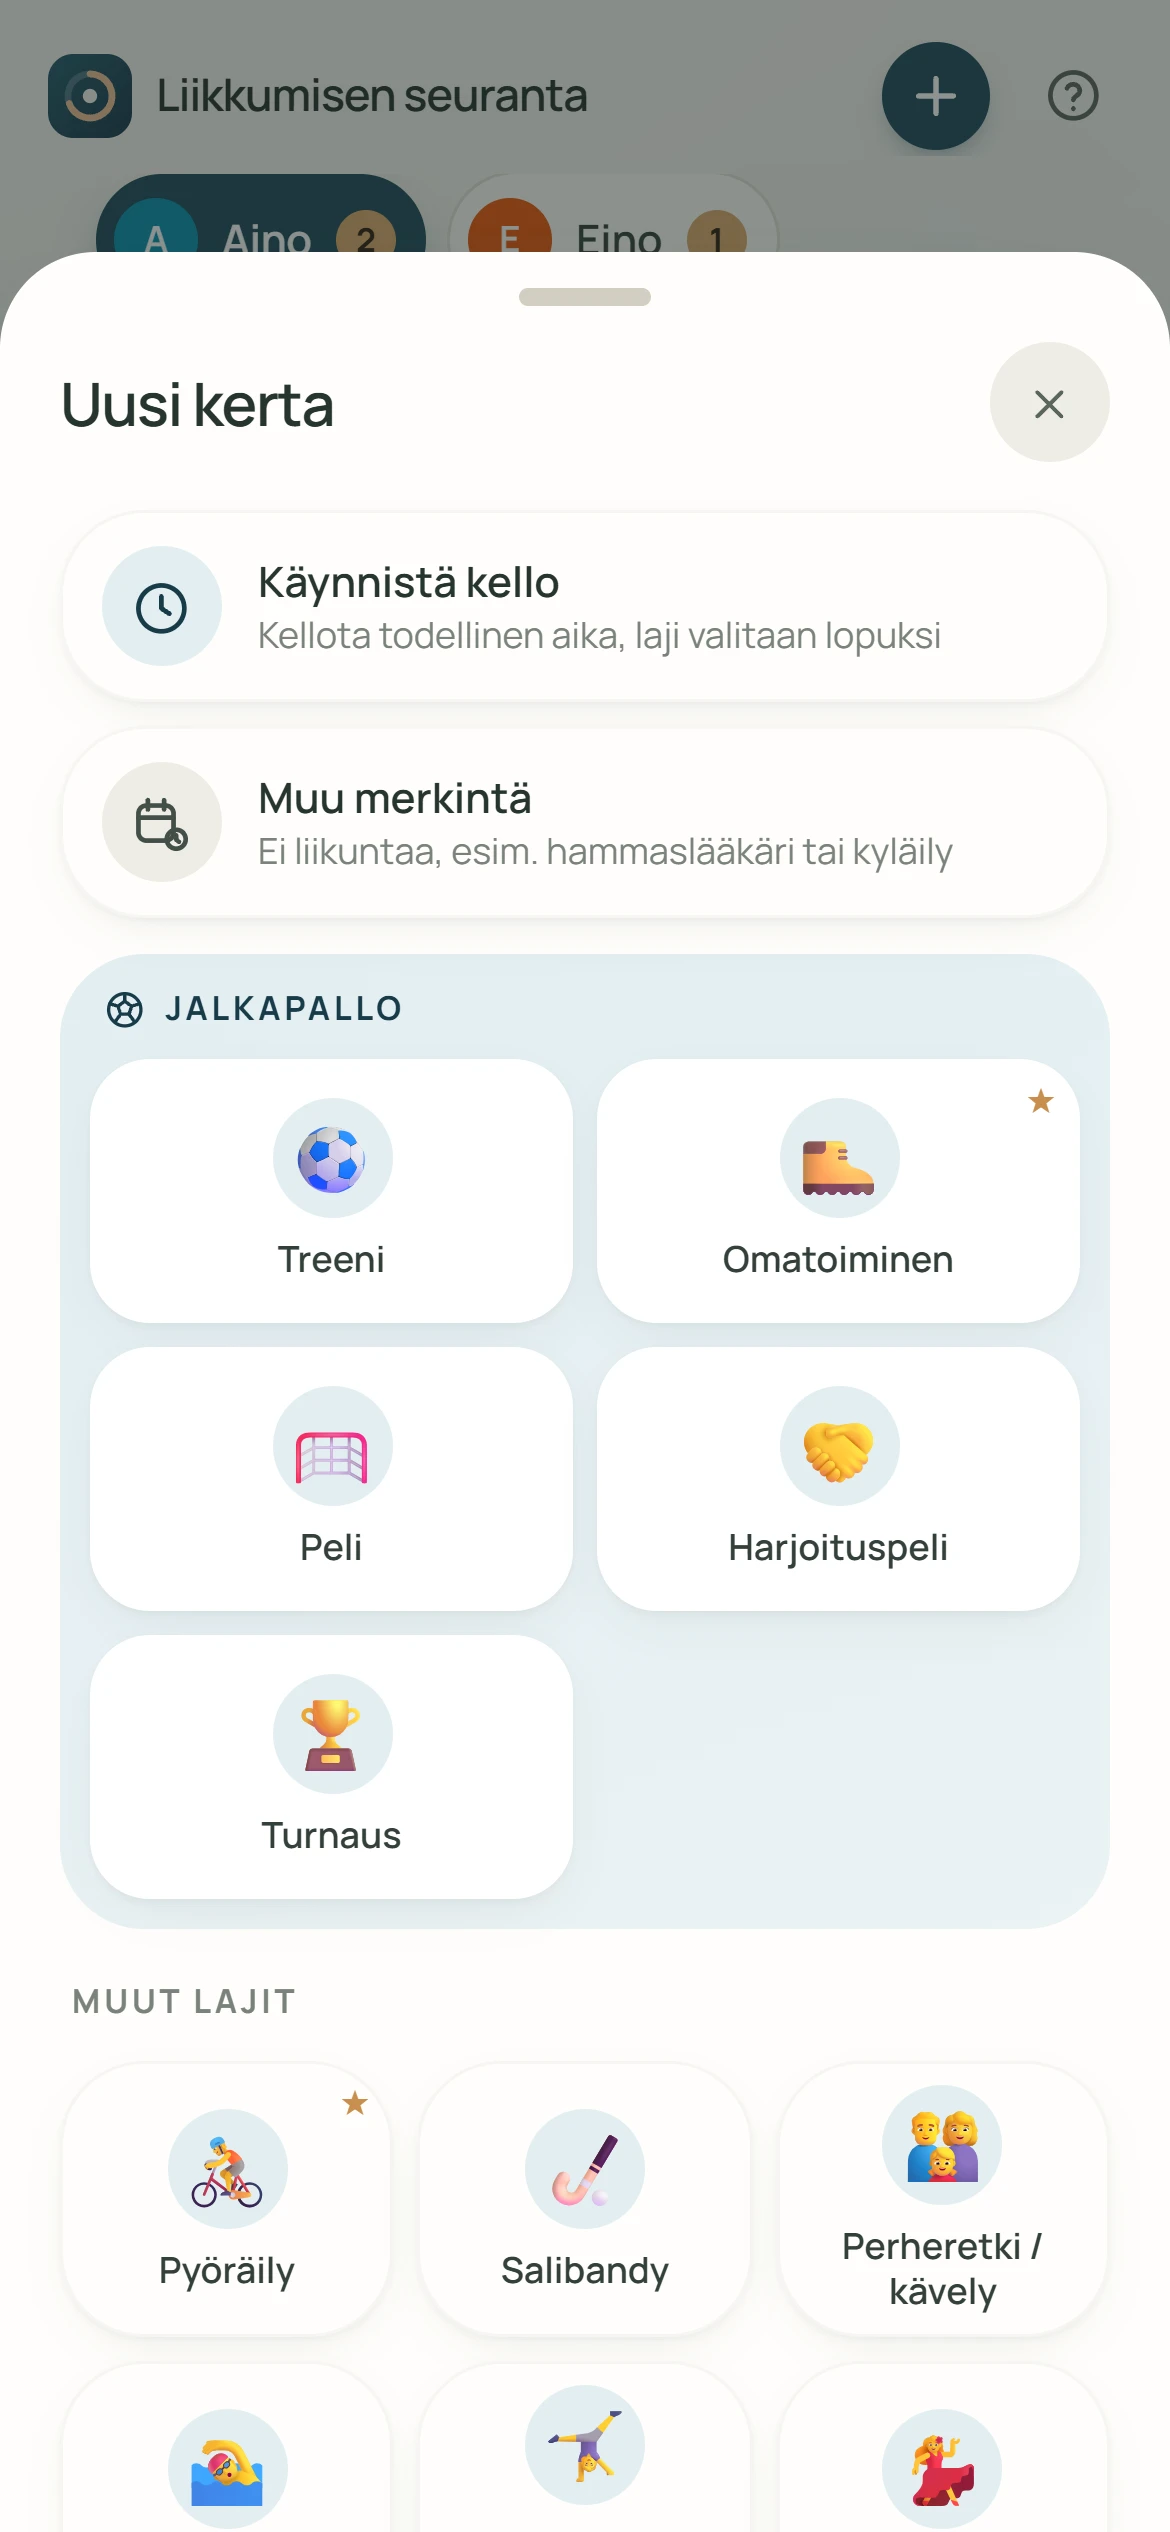 Liikkumisen seuranta
A Aino 2 E Eino 1
Uusi kerta
Käynnistä kello
Kellota todellinen aika, laji valitaan lopuksi
Muu merkintä
Ei liikuntaa, esim. hammaslääkäri tai kyläily
JALKAPALLO
Treeni
Omatoiminen
Peli
Harjoituspeli
Turnaus
MUUT LAJIT
Pyöräily
Salibandy
Perheretki /
kävely